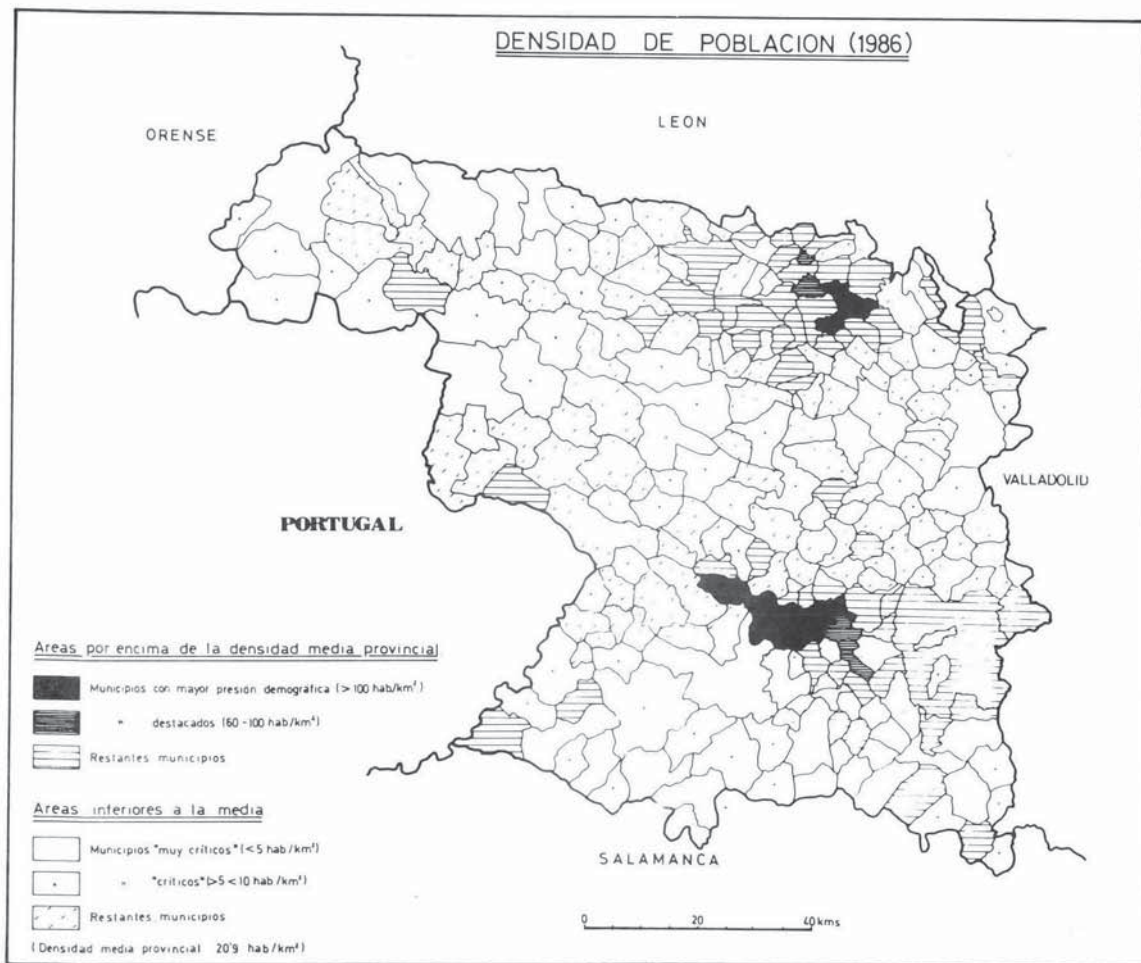 DENSIDAD DE POBLACION (1986)
ORENSE
LEON
VALLADOLID
PORTUGAL
SALAMANCA
Areas por encima de la densidad media provincial
Municipios con mayor presión demográfica (> 100 hab/km²)
" destacados (60-100 hab/km²)
Restantes municipios
Areas inferiores a la media
Municipios "muy críticos" (<5 hab/km²)
" "críticos" (>5 <10 hab/km²)
Restantes municipios
(Densidad media provincial 20'9 hab/km²)
0 20 40 kms